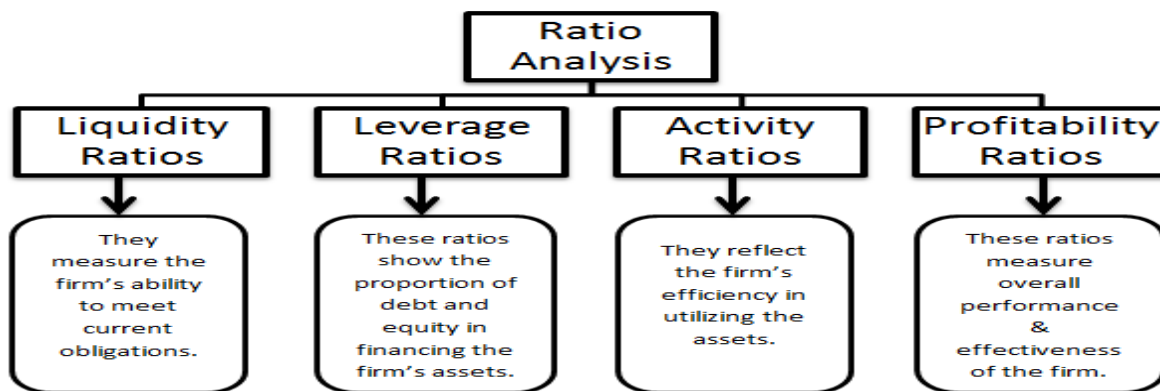 Ratio
Analysis
Liquidity
Ratios
Leverage
Ratios
Activity
Ratios
Profitability
Ratios
They
measure the
firm's ability
to meet
current
obligations.
These ratios
show the
proportion of
debt and
equity in
financing the
firm's assets.
They reflect
the firm's
efficiency in
utilizing the
assets.
These ratios
measure
overall
performance
&
effectiveness
of the firm.